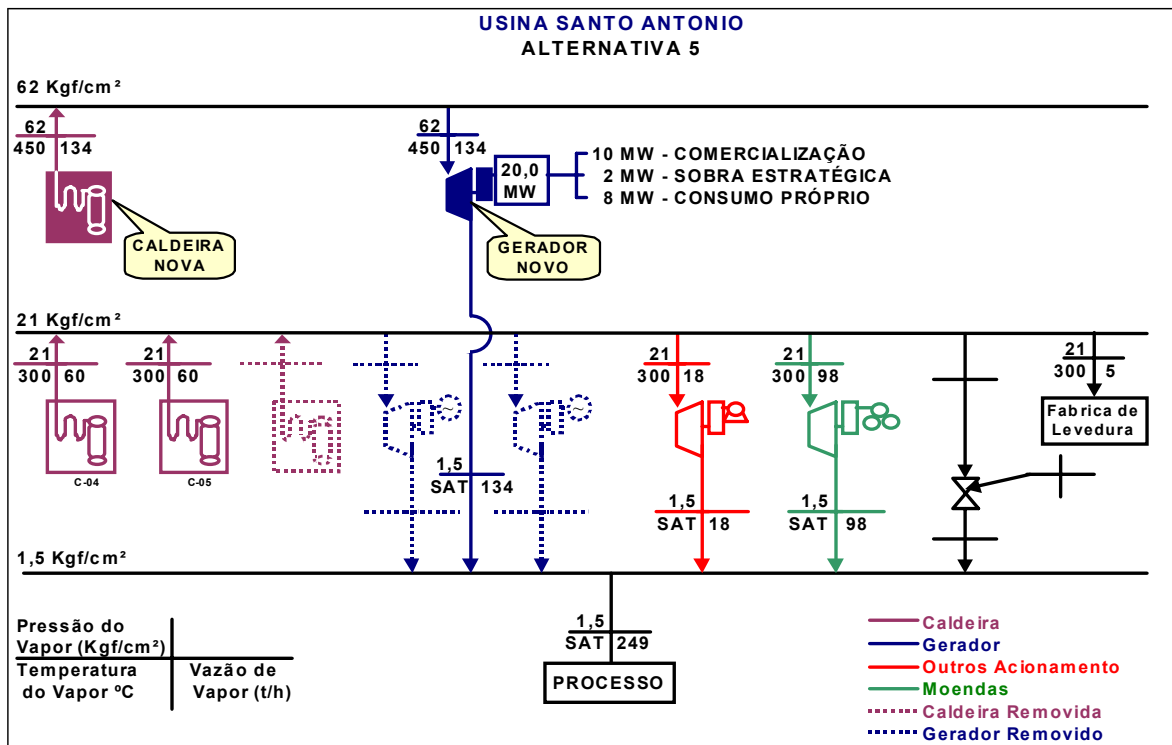 USINA SANTO ANTONIO
ALTERNATIVA 5
62 Kgf/cm²
62
450 134
62
450 134
20,0
MW
10 MW - COMERCIALIZAÇÃO
2 MW - SOBRA ESTRATÉGICA
8 MW - CONSUMO PRÓPRIO
CALDEIRA
NOVA
GERADOR
NOVO
21 Kgf/cm²
21
300 60
21
300 60
21
300 18
21
300 98
21
300 5
Fabrica de
Levedura
C-04
C-05
~
~
1,5
SAT 134
1,5
SAT 18
1,5
SAT 98
1,5 Kgf/cm²
1,5
SAT 249
PROCESSO
Pressão do
Vapor (Kgf/cm²)
Temperatura
do Vapor ºC
Vazão de
Vapor (t/h)
Caldeira
Gerador
Outros Acionamento
Moendas
Caldeira Removida
Gerador Removido